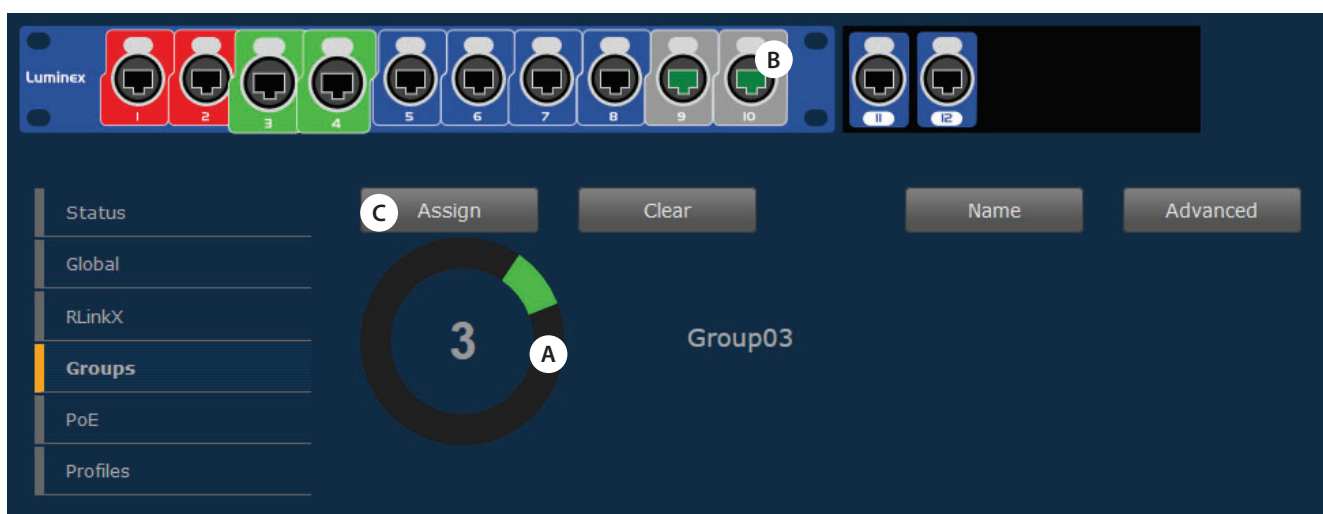 Luminex
1 2 3 4 5 6 7 8 9 10 11 12
B
Status
Global
RLinkX
Groups
PoE
Profiles
C Assign Clear Name Advanced
3 A Group03